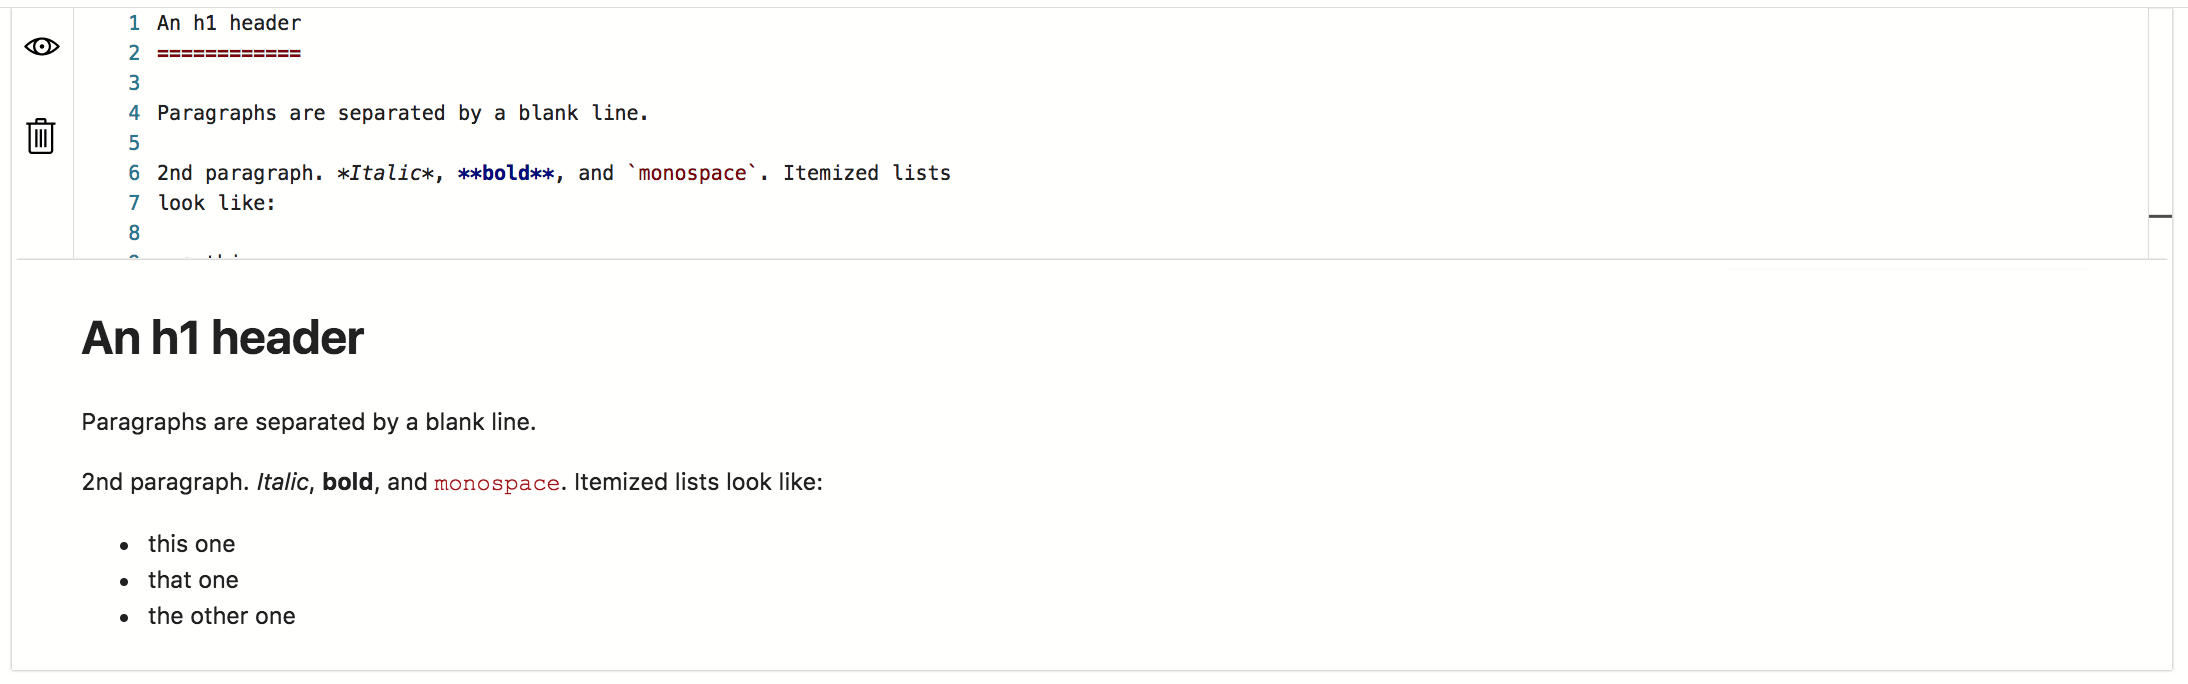 1 An h1 header
2 ============
3
4 Paragraphs are separated by a blank line.
5
6 2nd paragraph. *Italic*, **bold**, and `monospace`. Itemized lists
7 look like:
8
An h1 header
Paragraphs are separated by a blank line.
2nd paragraph. Italic, bold, and monospace. Itemized lists look like:
• this one
• that one
• the other one